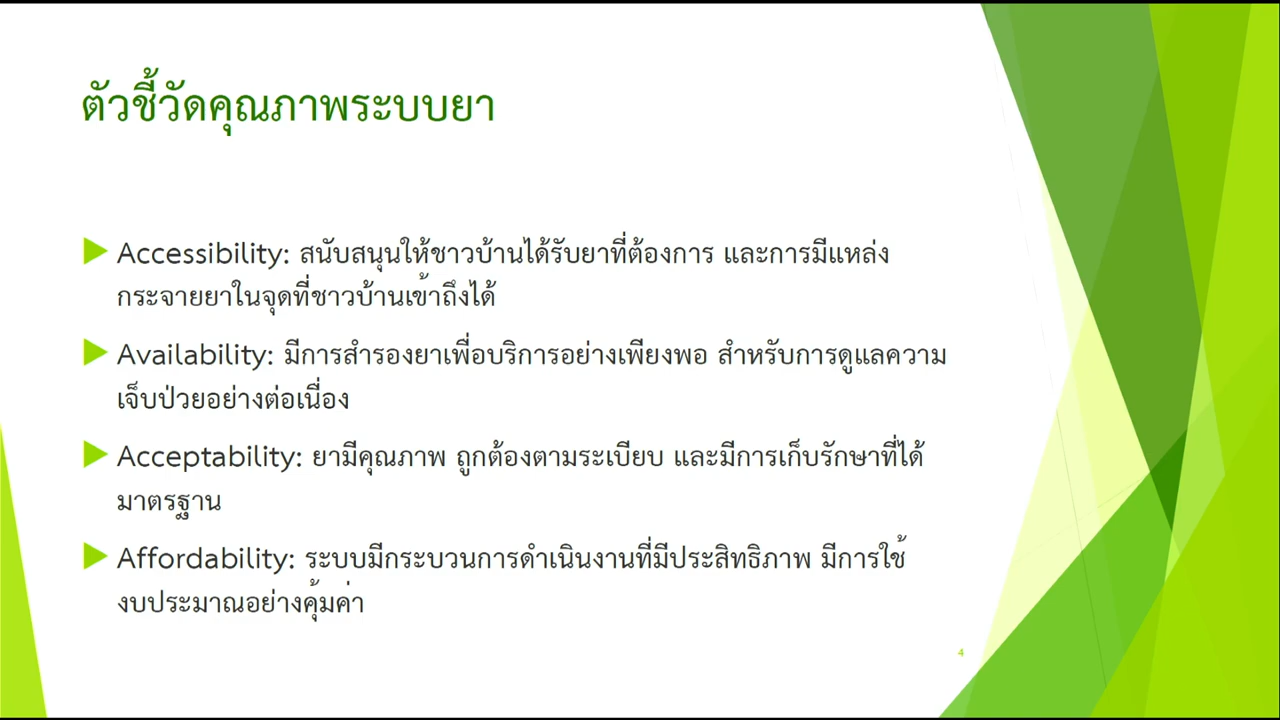 ตัวชี้วัดคุณภาพระบบยา
Accessibility: สนับสนุนให้ชาวบ้านได้รับยาที่ต้องการ และการมีแหล่ง
กระจายยาในจุดที่ชาวบ้านเข้าถึงได้
Availability: มีการสำรองยาเพื่อบริการอย่างเพียงพอ สำหรับการดูแลความ
เจ็บป่วยอย่างต่อเนื่อง
Acceptability: ยามีคุณภาพ ถูกต้องตามระเบียบ และมีการเก็บรักษาที่ได้
มาตรฐาน
Affordability: ระบบมีกระบวนการดำเนินงานที่มีประสิทธิภาพ มีการใช้
งบประมาณอย่างคุ้มค่า
4